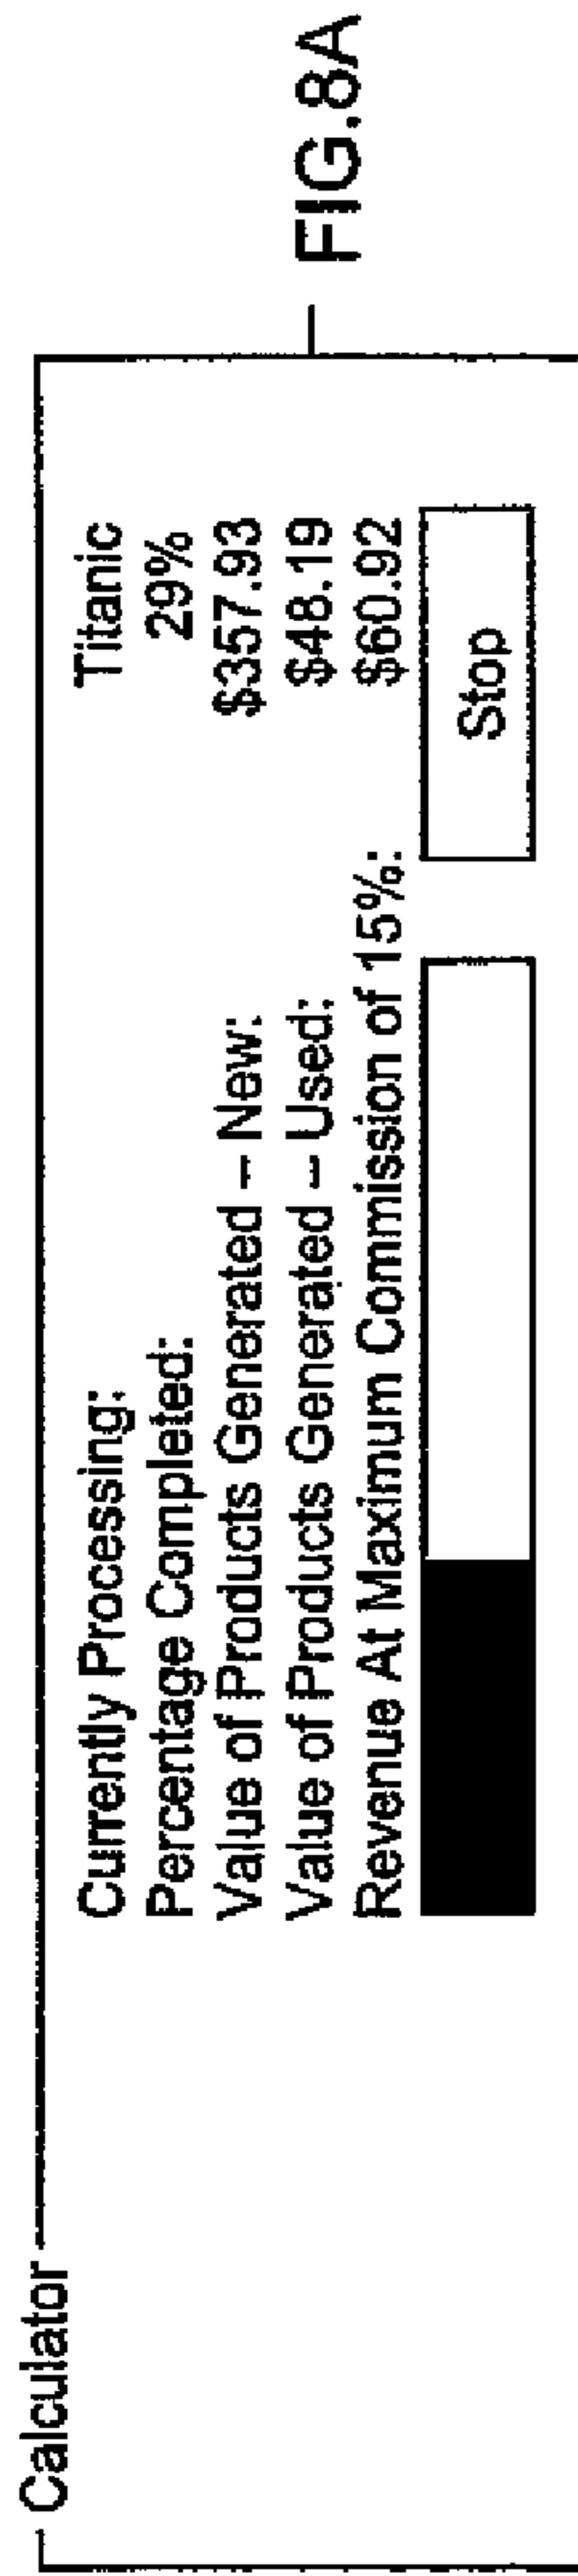 Calculator
Currently Processing: Titanic
Percentage Completed: 29%
Value of Products Generated – New: $357.93
Value of Products Generated – Used: $48.19
Revenue At Maximum Commission of 15%: $60.92
Stop
FIG.8A